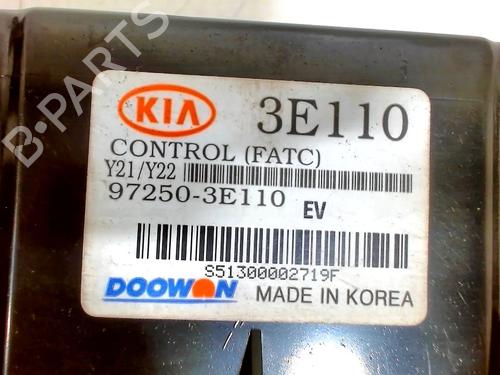 KIA 3E110
CONTROL (FATC)
Y21/Y22
97250-3E110 EV
S51300002719F
DOOWON MADE IN KOREA
B-PARTS